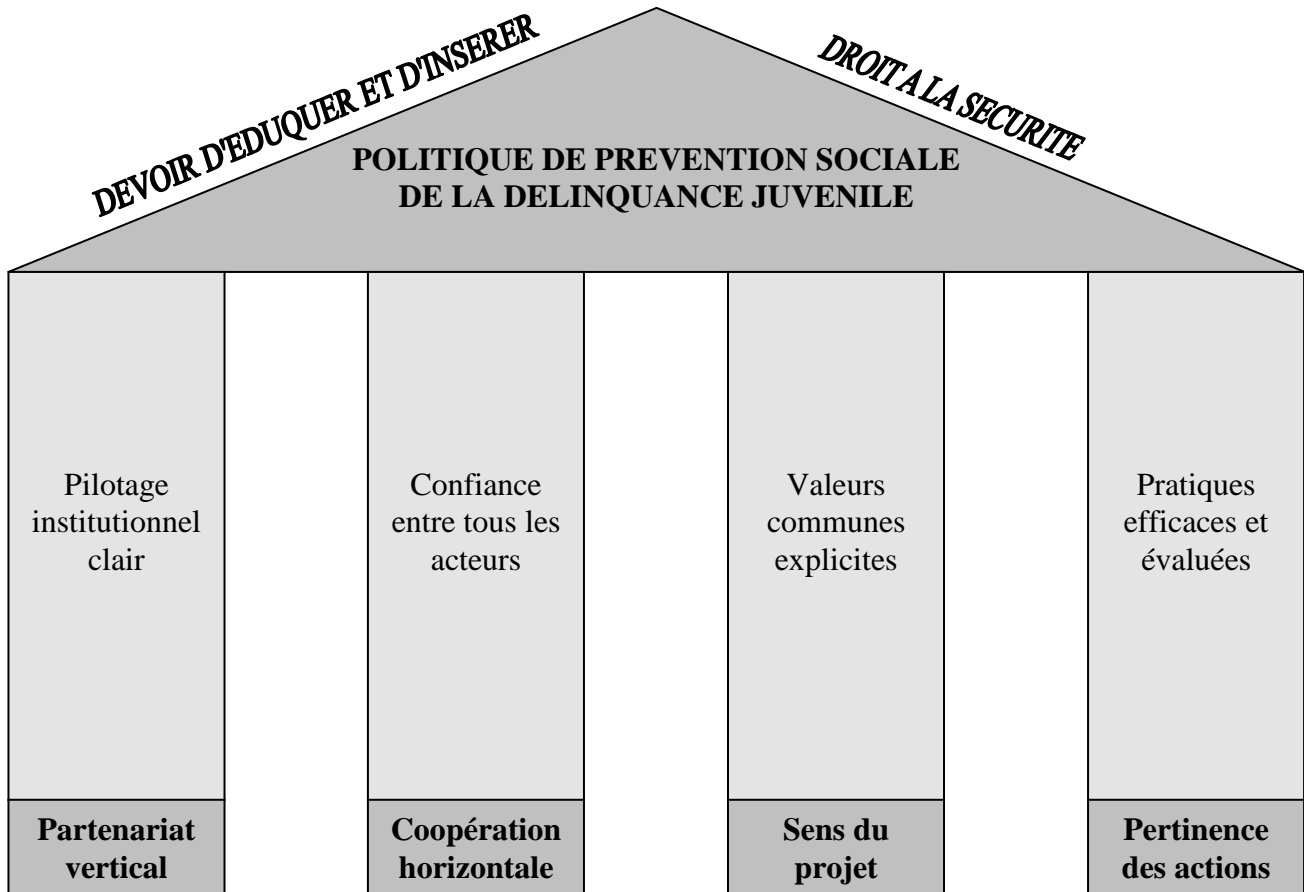 DEVOIR D'EDUQUER ET D'INSERER
DROIT A LA SECURITE
POLITIQUE DE PREVENTION SOCIALE
DE LA DELINQUANCE JUVENILE
Pilotage
institutionnel
clair
Confiance
entre tous les
acteurs
Valeurs
communes
explicites
Pratiques
efficaces et
évaluées
Partenariat
vertical
Coopération
horizontale
Sens du
projet
Pertinence
des actions